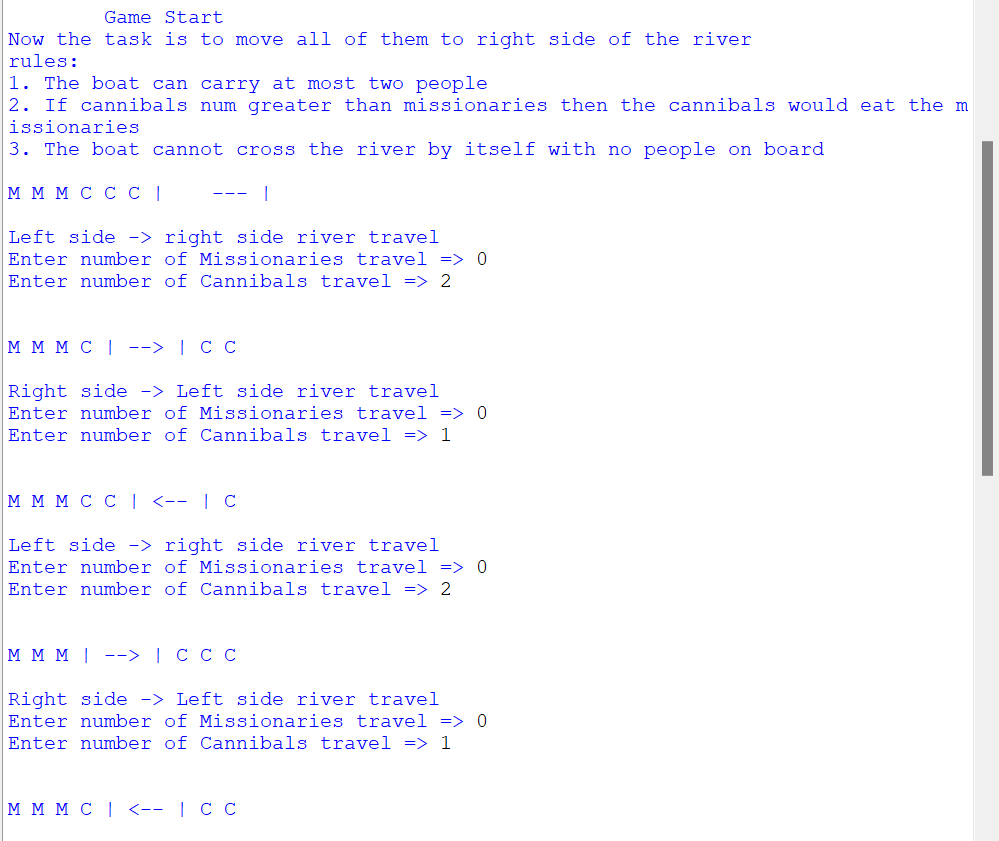 Game Start
Now the task is to move all of them to right side of the river
rules:
1. The boat can carry at most two people
2. If cannibals num greater than missionaries then the cannibals would eat the m
issionaries
3. The boat cannot cross the river by itself with no people on board
M M M C C C |    --- |
Left side -> right side river travel
Enter number of Missionaries travel => 0
Enter number of Cannibals travel => 2
M M M C | --> | C C
Right side -> Left side river travel
Enter number of Missionaries travel => 0
Enter number of Cannibals travel => 1
M M M C C | <-- | C
Left side -> right side river travel
Enter number of Missionaries travel => 0
Enter number of Cannibals travel => 2
M M M | --> | C C C
Right side -> Left side river travel
Enter number of Missionaries travel => 0
Enter number of Cannibals travel => 1
M M M C | <-- | C C